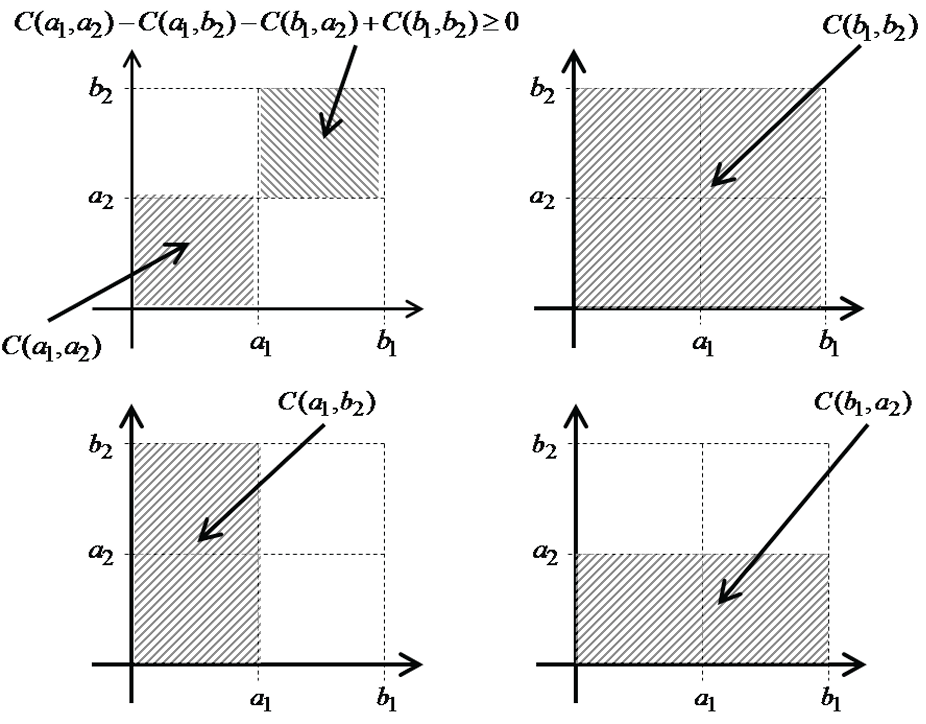 C(a₁,a₂)−C(a₁,b₂)−C(b₁,a₂)+C(b₁,b₂)≥0
b₂
a₂
C(a₁,a₂)
a₁
b₁
C(b₁,b₂)
b₂
a₂
a₁
b₁
C(a₁,b₂)
b₂
a₂
a₁
b₁
C(b₁,a₂)
b₂
a₂
a₁
b₁